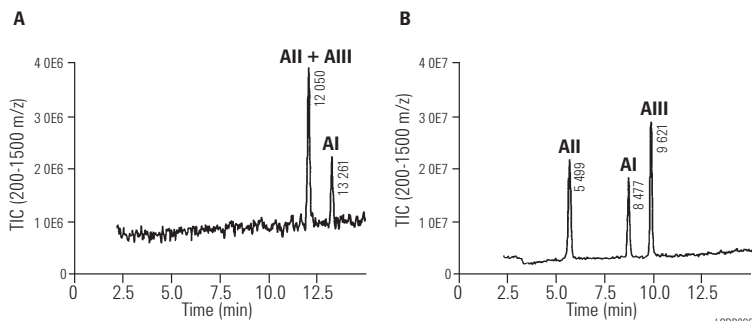 A
TIC (200-1500 m/z)
4 0E6
3 0E6
2 0E6
1 0E6
0
AII + AIII
12 050
AI
13 261
0 2.5 5.0 7.5 10.0 12.5
Time (min)
B
TIC (200-1500 m/z)
4 0E7
3 0E7
2 0E7
1 0E7
0
AII
5 499
AI
8 477
AIII
9 621
0 2.5 5.0 7.5 10.0 12.5
Time (min)